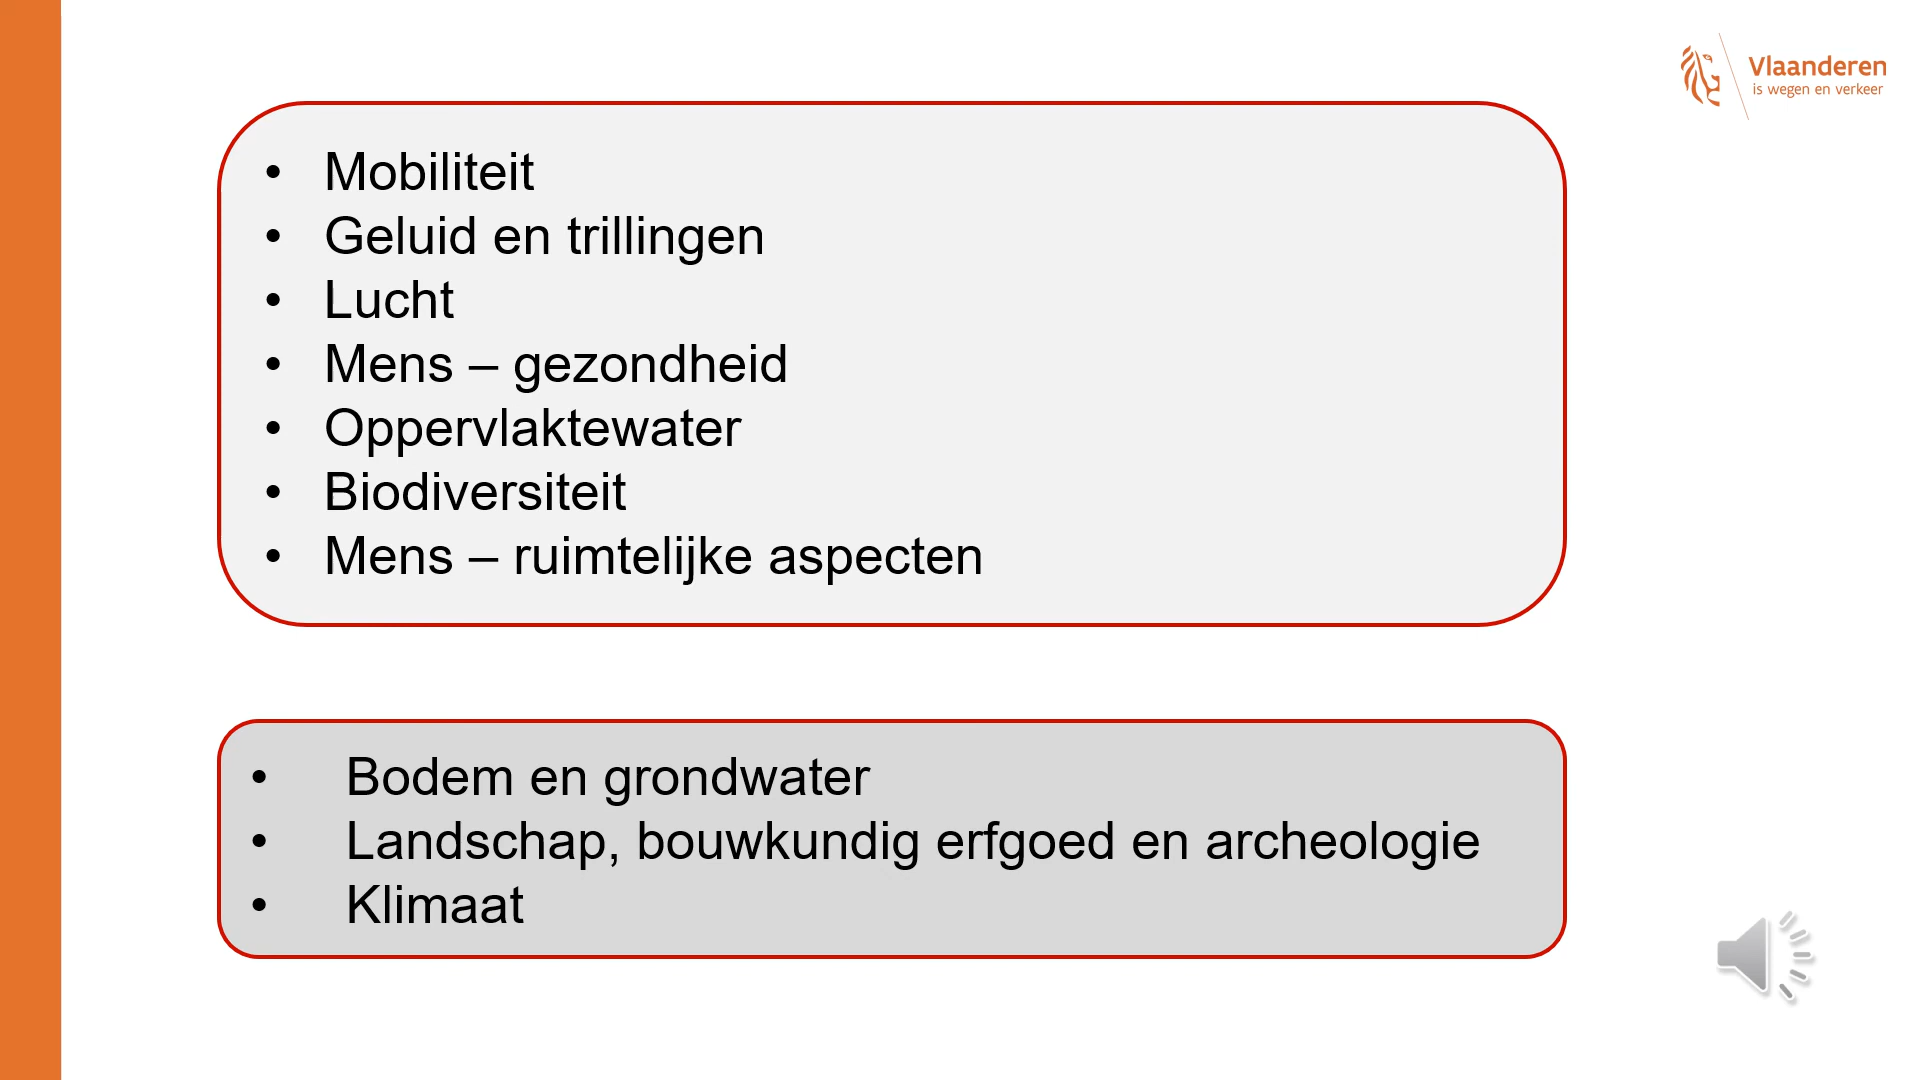 Vlaanderen
is wegen en verkeer
• Mobiliteit
• Geluid en trillingen
• Lucht
• Mens – gezondheid
• Oppervlaktewater
• Biodiversiteit
• Mens – ruimtelijke aspecten
• Bodem en grondwater
• Landschap, bouwkundig erfgoed en archeologie
• Klimaat